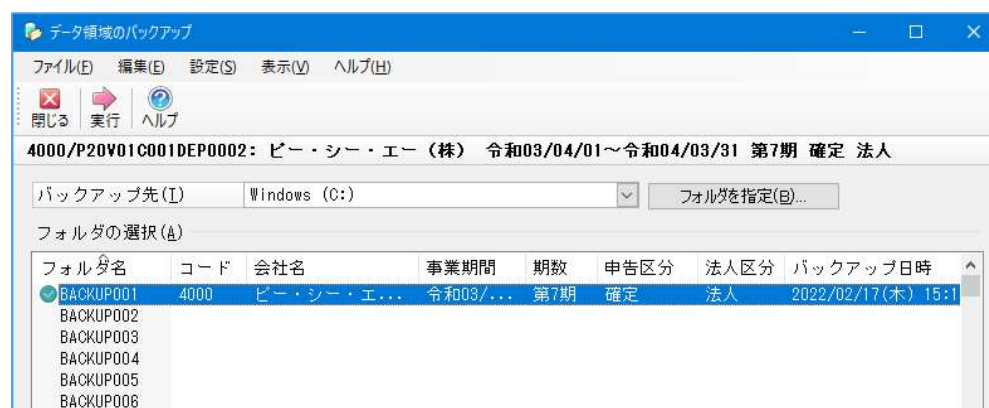 データ領域のバックアップ
ファイル(F) 編集(E) 設定(S) 表示(V) ヘルプ(H)
閉じる 実行 ヘルプ
4000/P20V01C001DEP0002: ピー・シー・エー (株) 令和03/04/01~令和04/03/31 第7期 確定 法人
バックアップ先(I) Windows (C:) フォルダを指定(B)...
フォルダの選択(A)
フォルダ名 コード 会社名 事業期間 期数 申告区分 法人区分 バックアップ日時
BACKUP001 4000 ピー・シー・エ... 令和03/... 第7期 確定 法人 2022/02/17(木) 15:1
BACKUP002
BACKUP003
BACKUP004
BACKUP005
BACKUP006